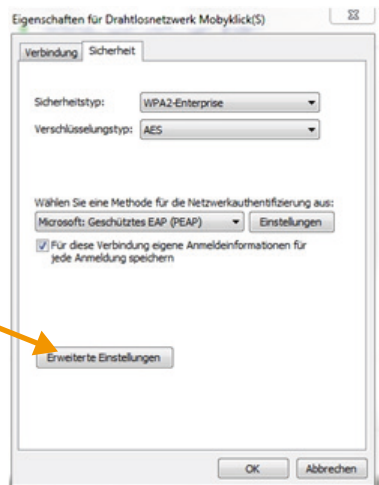 Eigenschaften für Drahtlosnetzwerk Mobyklick(S)
Verbindung Sicherheit
Sicherheitstyp: WPA2-Enterprise
Verschlüsselungstyp: AES
Wählen Sie eine Methode für die Netzwerkauthentifizierung aus:
Microsoft: Geschütztes EAP (PEAP) Einstellungen
Für diese Verbindung eigene Anmeldeinformationen für
jede Anmeldung speichern
Erweiterte Einstellungen
OK Abbrechen